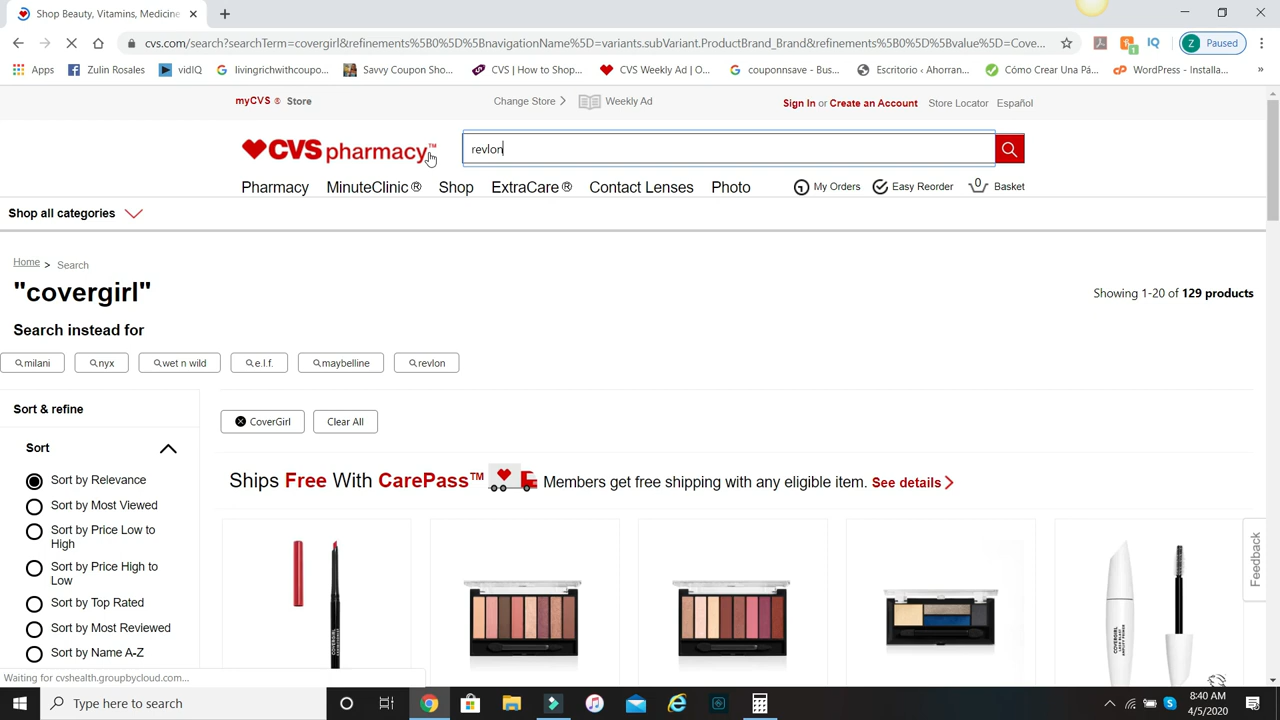 Shop Beauty, Vitamins, Medicine
cvs.com/search?searchTerm=covergirl&refinements%5B0%5D%5BnavigationName%5D=variants.subVariant.ProductBrand_Brand&refinements%5B0%5D%5Bvalue%5D=Cove...
Z Paused
Apps Zulin Rosales vidIQ livingrichwithcoupo... Savvy Coupon Sho... CVS | How to Shop... CVS Weekly Ad | O... couponnsave - Bus... Escritorio ‹ Ahorran... Cómo Crear Una Pá... WordPress - Installa... »
myCVS ® Store Change Store Weekly Ad Sign In or Create an Account Store Locator Español
CVS pharmacy™ revlon
Pharmacy MinuteClinic ® Shop ExtraCare ® Contact Lenses Photo My Orders Easy Reorder 0 Basket
Shop all categories
Home > Search
"covergirl"
Showing 1-20 of 129 products
Search instead for
milani nyx wet n wild e.l.f. maybelline revlon
Sort & refine
CoverGirl Clear All
Sort
Ships Free With CarePass™ Members get free shipping with any eligible item. See details
Sort by Relevance
Sort by Most Viewed
Sort by Price Low to
High
Sort by Price High to
Low
Sort by Top Rated
Sort by Most Reviewed
Sort by Name A-Z
Feedback
Waiting for cvshealth.groupbycloud.com...
Type here to search
8:40 AM
4/5/2020